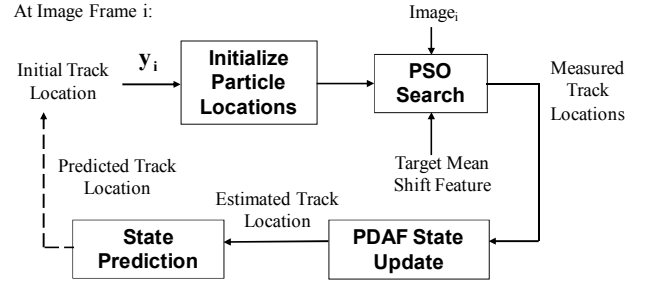 At Image Frame i:
Image_i
Initial Track
Location
y_i
Initialize
Particle
Locations
PSO
Search
Measured
Track
Locations
Predicted Track
Location
Target Mean
Shift Feature
Estimated Track
Location
State
Prediction
PDAF State
Update